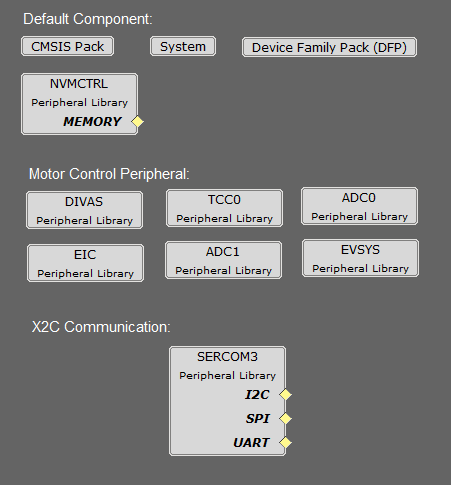 Default Component:
CMSIS Pack
System
Device Family Pack (DFP)
NVMCTRL
Peripheral Library
MEMORY
Motor Control Peripheral:
DIVAS
Peripheral Library
TCC0
Peripheral Library
ADC0
Peripheral Library
EIC
Peripheral Library
ADC1
Peripheral Library
EVSYS
Peripheral Library
X2C Communication:
SERCOM3
Peripheral Library
I2C
SPI
UART